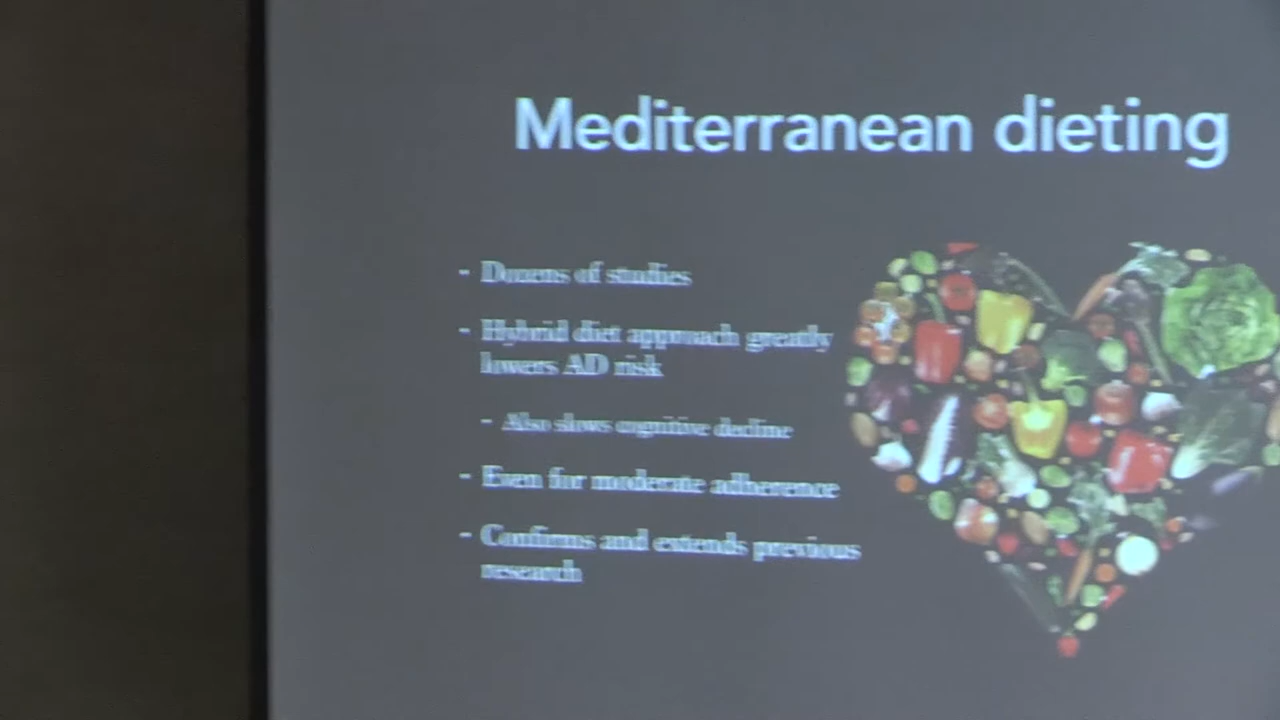 Mediterranean dieting
- Dozens of studies
- Hybrid diet approach greatly
lowers AD risk
- Also slows cognitive decline
- Even for moderate adherence
- Confirms and extends previous
research